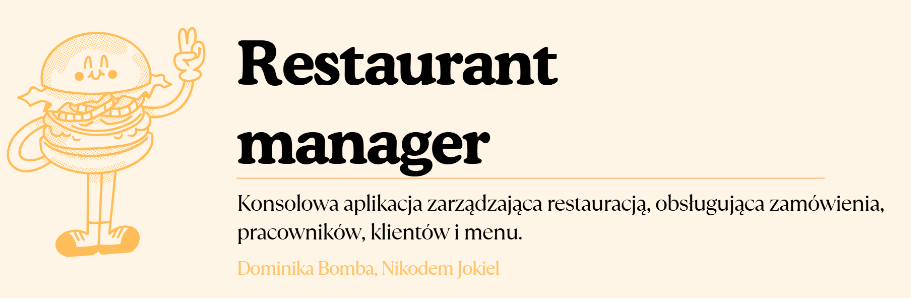 Restaurant
manager
Konsolowa aplikacja zarządzająca restauracją, obsługująca zamówienia,
pracowników, klientów i menu.
Dominika Bomba, Nikodem Jokiel